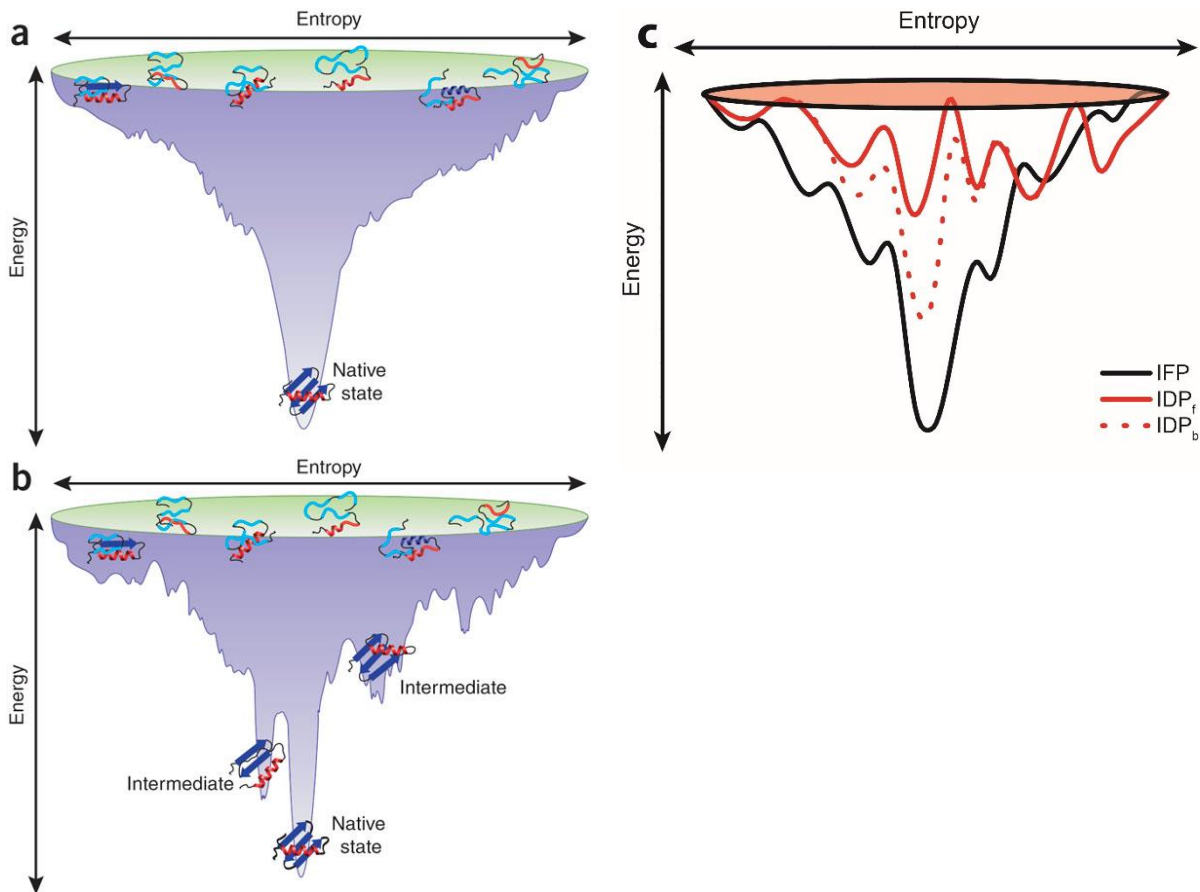 a
Entropy
Energy
Native
state
b
Entropy
Energy
Intermediate
Intermediate
Native
state
c
Entropy
Energy
IFP
IDPf
IDPb